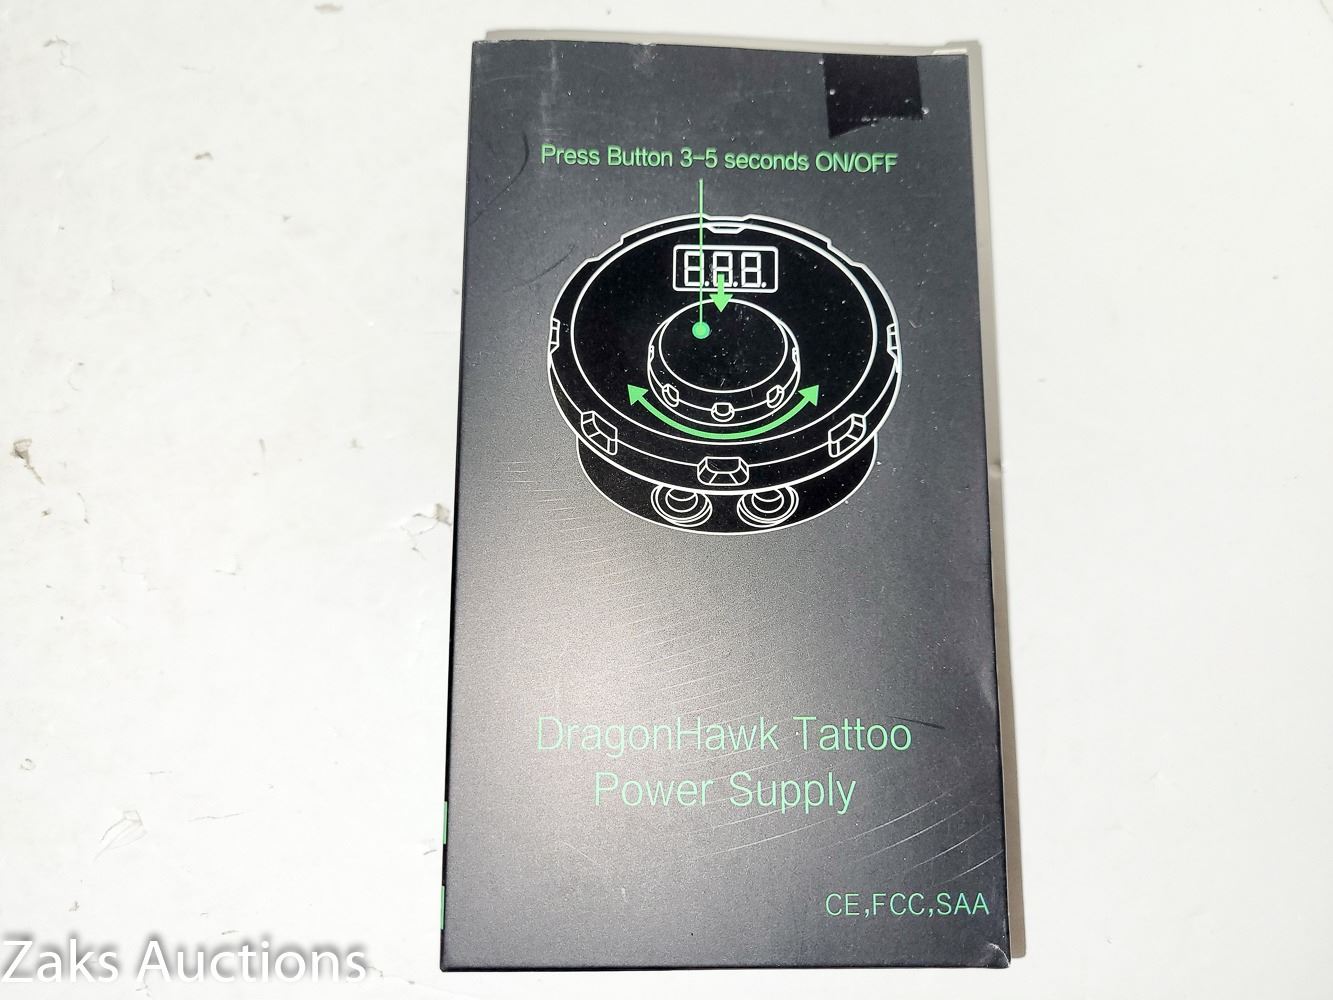 Press Button 3-5 seconds ON/OFF
8.8.8.
DragonHawk Tattoo
Power Supply
CE,FCC,SAA
Zaks Auctions